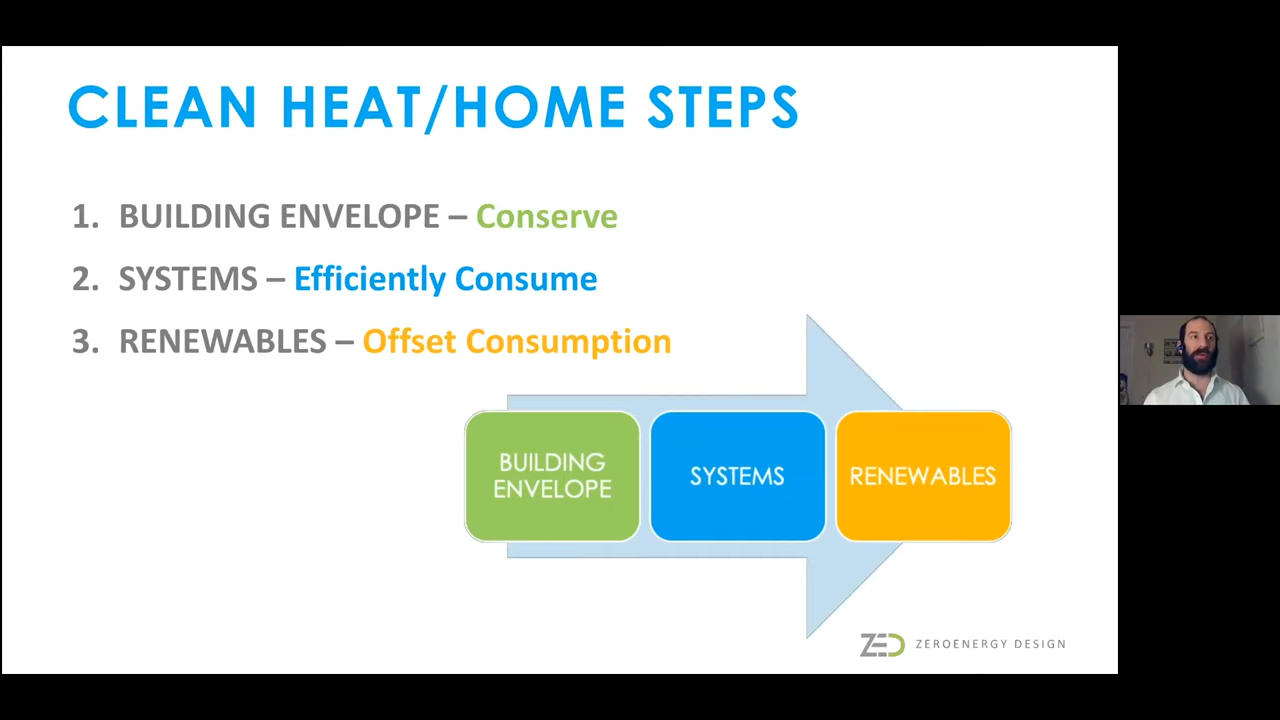 CLEAN HEAT/HOME STEPS
1. BUILDING ENVELOPE – Conserve
2. SYSTEMS – Efficiently Consume
3. RENEWABLES – Offset Consumption
BUILDING
ENVELOPE
SYSTEMS
RENEWABLES
ZED ZEROENERGY DESIGN